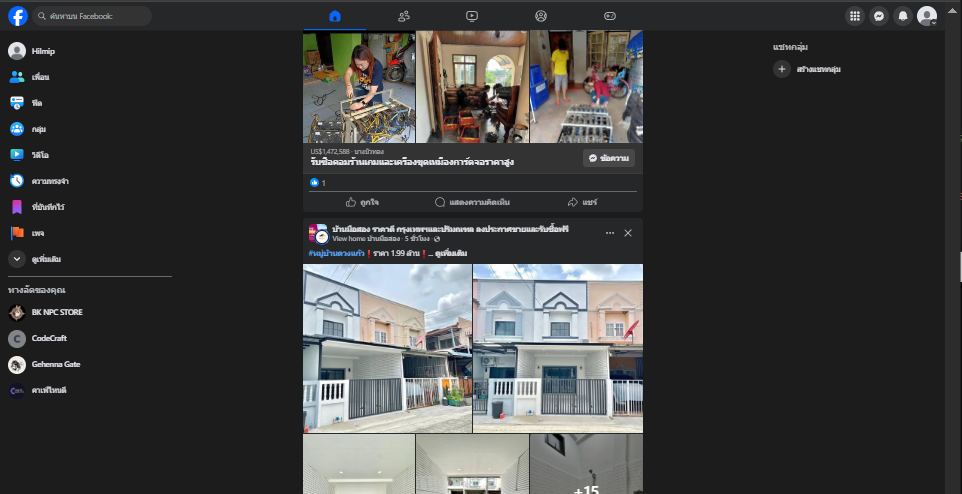 ค้นหาบน Facebook
Hilmip
เพื่อน
ฟีด
กลุ่ม
วิดีโอ
ความทรงจำ
ที่บันทึกไว้
เพจ
ดูเพิ่มเติม
ทางลัดของคุณ
BK NPC STORE
CodeCraft
Gehenna Gate
คาเฟ่ไหนดี
US$1,472,588 · บางบัวทอง
รับซื้อคอมร้านเกมและเครื่องขุดเหมืองการ์ดจอราคาสูง
ข้อความ
1
ถูกใจ
แสดงความคิดเห็น
แชร์
บ้านมือสอง ราคาดี กรุงเทพฯและปริมณฑล ลงประกาศขายและรับซื้อฟรี
View home บ้านมือสอง · 5 ชั่วโมง ·
#หมู่บ้านดวงแก้ว❗ราคา 1.99 ล้าน❗... ดูเพิ่มเติม
+15
แชทกลุ่ม
สร้างแชทกลุ่ม